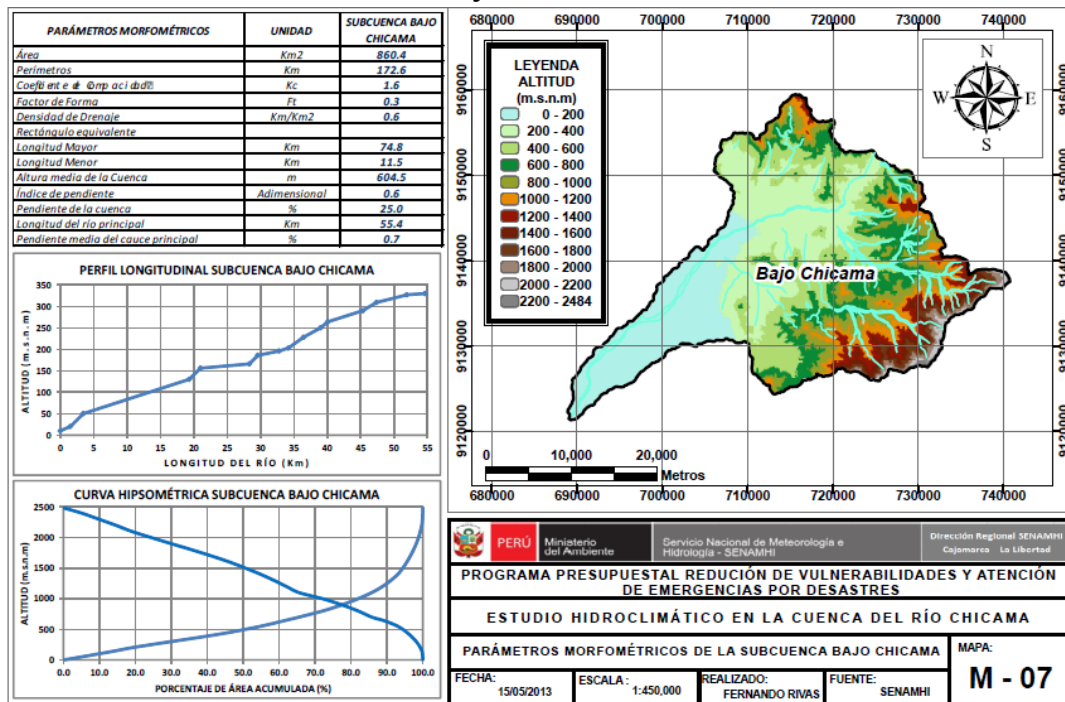 PARÁMETROS MORFOMÉTRICOS UNIDAD SUBCUENCA BAJO CHICAMA
Área Km2 860.4
Perímetros Km 172.6
Kc 1.6
Factor de Forma Ft 0.3
Densidad de Drenaje Km/Km2 0.6
Rectángulo equivalente
Longitud Mayor Km 74.8
Longitud Menor Km 11.5
Altura media de la Cuenca m 604.5
Índice de pendiente Adimensional 0.6
Pendiente de la cuenca % 25.0
Longitud del río principal Km 55.4
Pendiente media del cauce principal % 0.7
PERFIL LONGITUDINAL SUBCUENCA BAJO CHICAMA
ALTITUD (m.s.n.m)
350
300
250
200
150
100
50
0
0 5 10 15 20 25 30 35 40 45 50 55
LONGITUD DEL RÍO (Km)
CURVA HIPSOMÉTRICA SUBCUENCA BAJO CHICAMA
ALTITUD (m.s.n.m)
2500
2000
1500
1000
500
0
0.0 10.0 20.0 30.0 40.0 50.0 60.0 70.0 80.0 90.0 100.0
PORCENTAJE DE ÁREA ACUMULADA (%)
680000 690000 700000 710000 720000 730000 740000
LEYENDA
ALTITUD
(m.s.n.m)
0 - 200
200 - 400
400 - 600
600 - 800
800 - 1000
1000 - 1200
1200 - 1400
1400 - 1600
1600 - 1800
1800 - 2000
2000 - 2200
2200 - 2484
N
W E
S
9160000
9150000 9150000
9140000 9140000
9130000 9130000
9120000 9120000
Bajo Chicama
0 10,000 20,000
Metros
680000 690000 700000 710000 720000 730000 740000
PERÚ
Ministerio
del Ambiente
Servicio Nacional de Meteorología e
Hidrología - SENAMHI
Dirección Regional SENAMHI
Cajamarca La Libertad
PROGRAMA PRESUPUESTAL REDUCIÓN DE VULNERABILIDADES Y ATENCIÓN
DE EMERGENCIAS POR DESASTRES
ESTUDIO HIDROCLIMÁTICO EN LA CUENCA DEL RÍO CHICAMA
PARÁMETROS MORFOMÉTRICOS DE LA SUBCUENCA BAJO CHICAMA
MAPA:
M - 07
FECHA:
15/05/2013
ESCALA :
1:450,000
REALIZADO:
FERNANDO RIVAS
FUENTE:
SENAMHI